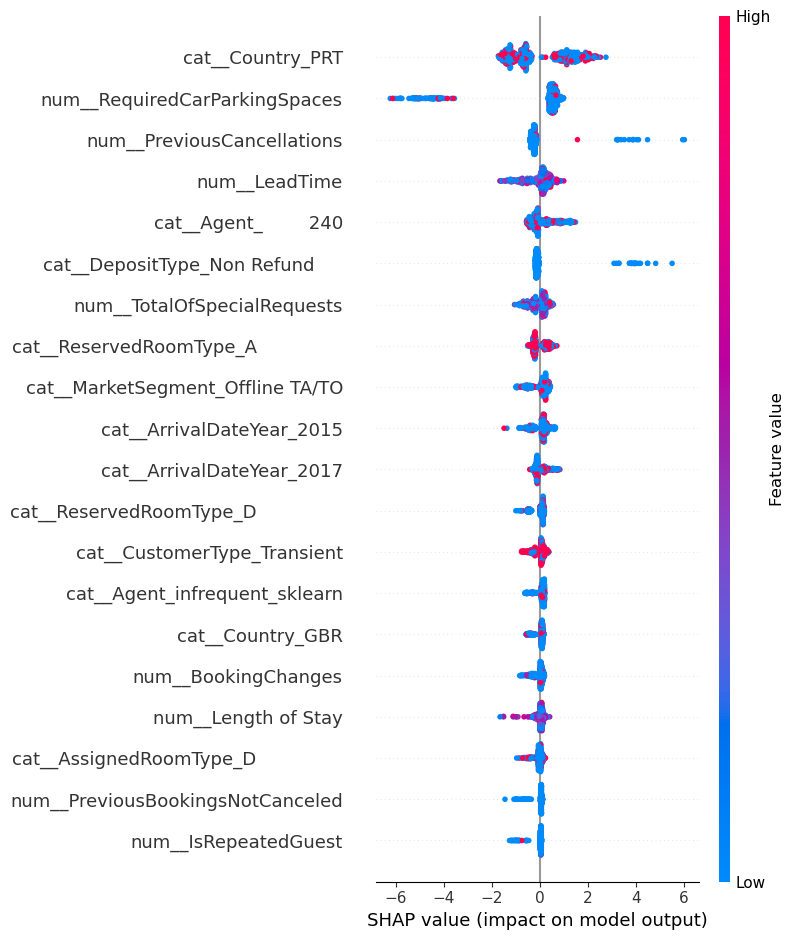 High
cat__Country_PRT
num__RequiredCarParkingSpaces
num__PreviousCancellations
num__LeadTime
cat__Agent_         240
cat__DepositType_Non Refund
num__TotalOfSpecialRequests
cat__ReservedRoomType_A
cat__MarketSegment_Offline TA/TO
cat__ArrivalDateYear_2015
cat__ArrivalDateYear_2017
cat__ReservedRoomType_D
cat__CustomerType_Transient
cat__Agent_infrequent_sklearn
cat__Country_GBR
num__BookingChanges
num__Length of Stay
cat__AssignedRoomType_D
num__PreviousBookingsNotCanceled
num__IsRepeatedGuest
Feature value
Low
−6 −4 −2 0 2 4 6
SHAP value (impact on model output)